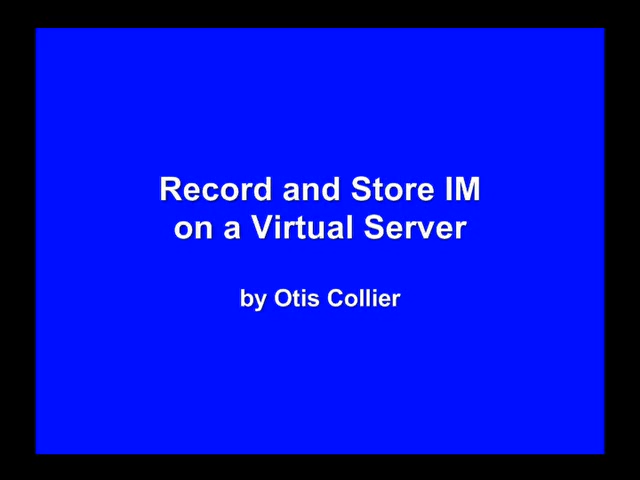 Record and Store IM
on a Virtual Server
by Otis Collier